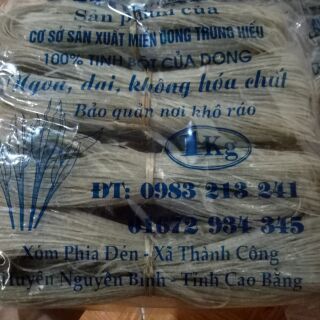 Sản phẩm của
CƠ SỞ SẢN XUẤT MIẾN DONG TRUNG HIẾU
100% TINH BỘT CỦ DONG
Ngon, dai, không hóa chất
Bảo quản nơi khô ráo
1Kg
ĐT: 0983 213 241
01672 934 345
Xóm Phia Đén - Xã Thành Công
Huyện Nguyên Bình - Tỉnh Cao Bằng